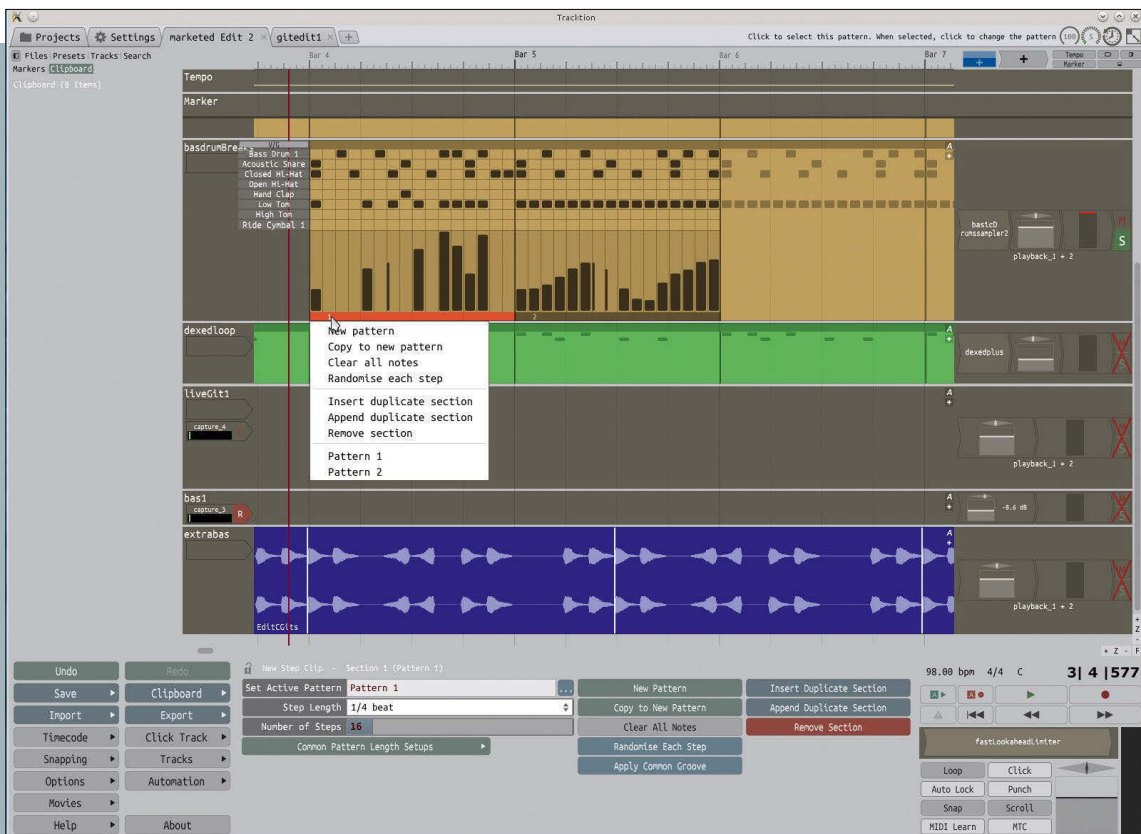 Tracktion
Projects Settings marketed Edit 2 gitedit1
Click to select this pattern. When selected, click to change the pattern
100 S
Files Presets Tracks Search
Markers Clipboard
Clipboard (0 Items)
Bar 4 Bar 5 Bar 6 Bar 7
+ + Tempo
Marker
Tempo
Marker
basdrumBreaks
V/G
Bass Drum 1
Acoustic Snare
Closed Hi-Hat
Open Hi-Hat
Hand Clap
Low Tom
High Tom
Ride Cymbal 1
A
+
basicD
rumssampler2
M
S
playback_1 + 2
1 2
New pattern
Copy to new pattern
Clear all notes
Randomise each step
Insert duplicate section
Append duplicate section
Remove section
Pattern 1
Pattern 2
dexedloop
A
+
dexedplus
M
S
liveGit1
capture_4
A
+
M
S
playback_1 + 2
bas1
capture_3 R
A
+
-8.6 dB
M
S
extrabas
A
+
EditCGits
M
S
playback_1 + 2
+
Z
-
+ Z - F
Undo Redo
Save Clipboard
Import Export
Timecode Click Track
Snapping Tracks
Options Automation
Movies
Help About
New Step Clip - Section 1 (Pattern 1)
Set Active Pattern Pattern 1 ...
Step Length 1/4 beat
Number of Steps 16
Common Pattern Length Setups
New Pattern Insert Duplicate Section
Copy to New Pattern Append Duplicate Section
Clear All Notes Remove Section
Randomise Each Step
Apply Common Groove
98.00 bpm 4/4 C 3| 4 |577
A A
fastLookaheadLimiter
Loop Click
Auto Lock Punch
Snap Scroll
MIDI Learn MTC